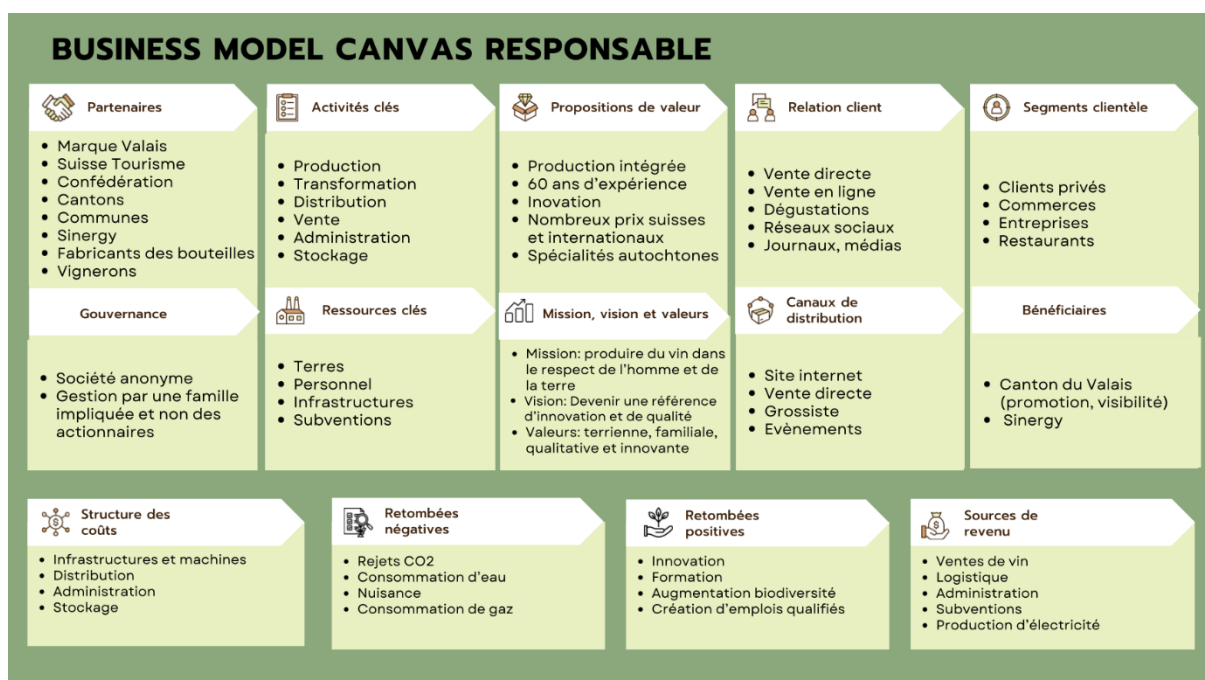 BUSINESS MODEL CANVAS RESPONSABLE
Partenaires
• Marque Valais
• Suisse Tourisme
• Confédération
• Cantons
• Communes
• Sinergy
• Fabricants des bouteilles
• Vignerons
Activités clés
• Production
• Transformation
• Distribution
• Vente
• Administration
• Stockage
Propositions de valeur
• Production intégrée
• 60 ans d'expérience
• Inovation
• Nombreux prix suisses
et internationaux
• Spécialités autochtones
Relation client
• Vente directe
• Vente en ligne
• Dégustations
• Réseaux sociaux
• Journaux, médias
Segments clientèle
• Clients privés
• Commerces
• Entreprises
• Restaurants
Gouvernance
• Société anonyme
• Gestion par une famille
impliquée et non des
actionnaires
Ressources clés
• Terres
• Personnel
• Infrastructures
• Subventions
Mission, vision et valeurs
• Mission: produire du vin dans
le respect de l'homme et de
la terre
• Vision: Devenir une référence
d'innovation et de qualité
• Valeurs: terrienne, familiale,
qualitative et innovante
Canaux de
distribution
• Site internet
• Vente directe
• Grossiste
• Evènements
Bénéficiaires
• Canton du Valais
(promotion, visibilité)
• Sinergy
Structure des
coûts
• Infrastructures et machines
• Distribution
• Administration
• Stockage
Retombées
négatives
• Rejets CO2
• Consommation d'eau
• Nuisance
• Consommation de gaz
Retombées
positives
• Innovation
• Formation
• Augmentation biodiversité
• Création d'emplois qualifiés
Sources de
revenu
• Ventes de vin
• Logistique
• Administration
• Subventions
• Production d'électricité